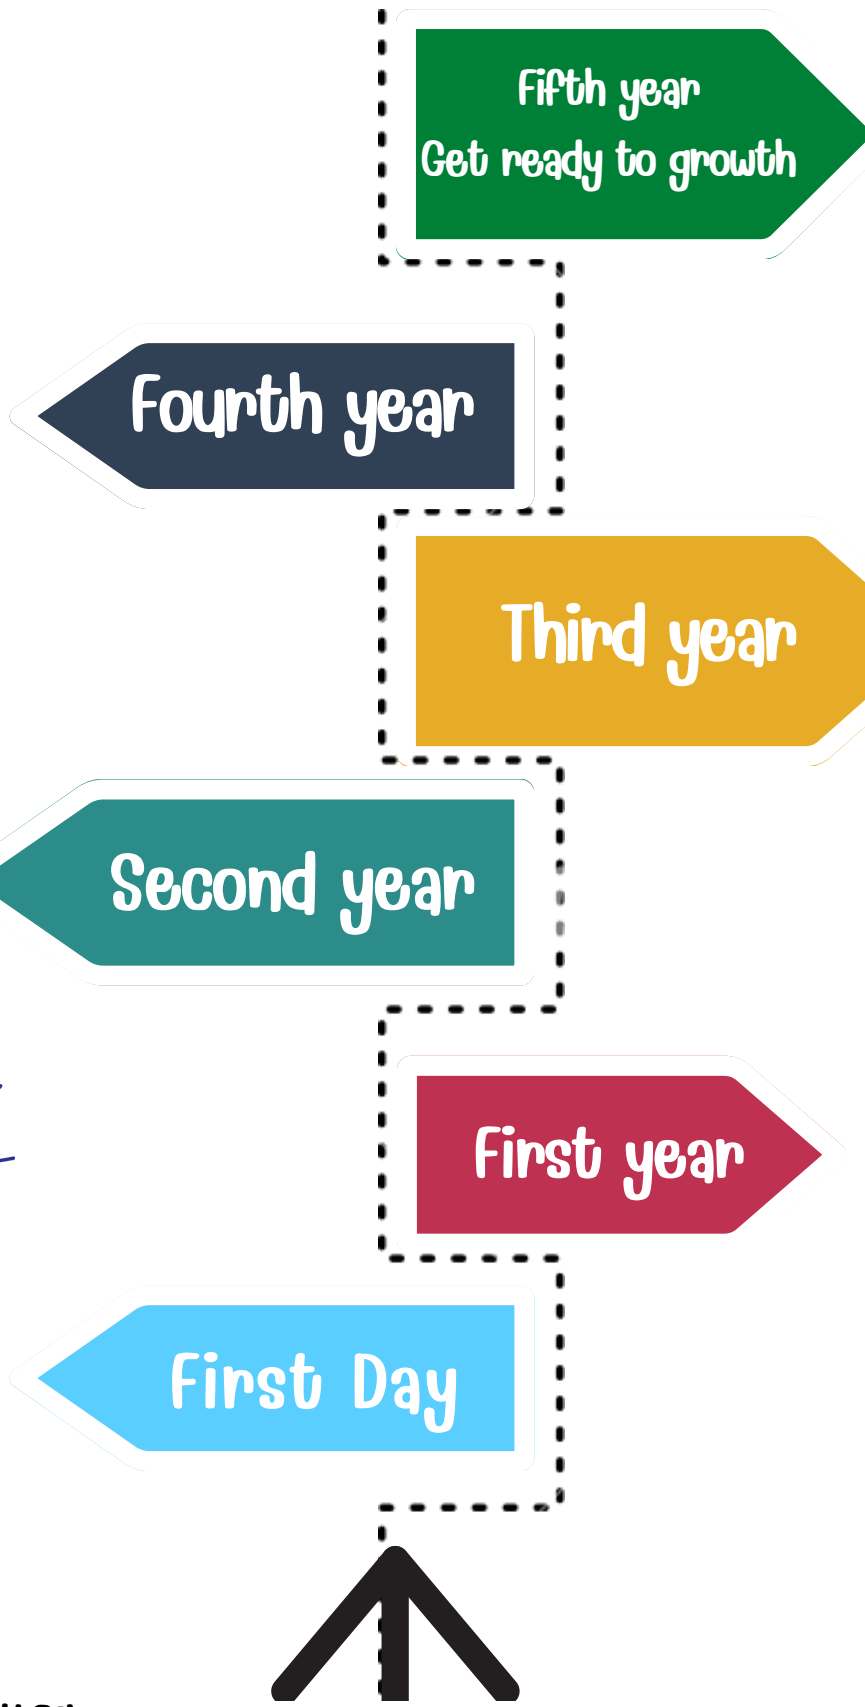 Fifth year
Get ready to growth
Fourth year
Third year
Second year
First year
First Day